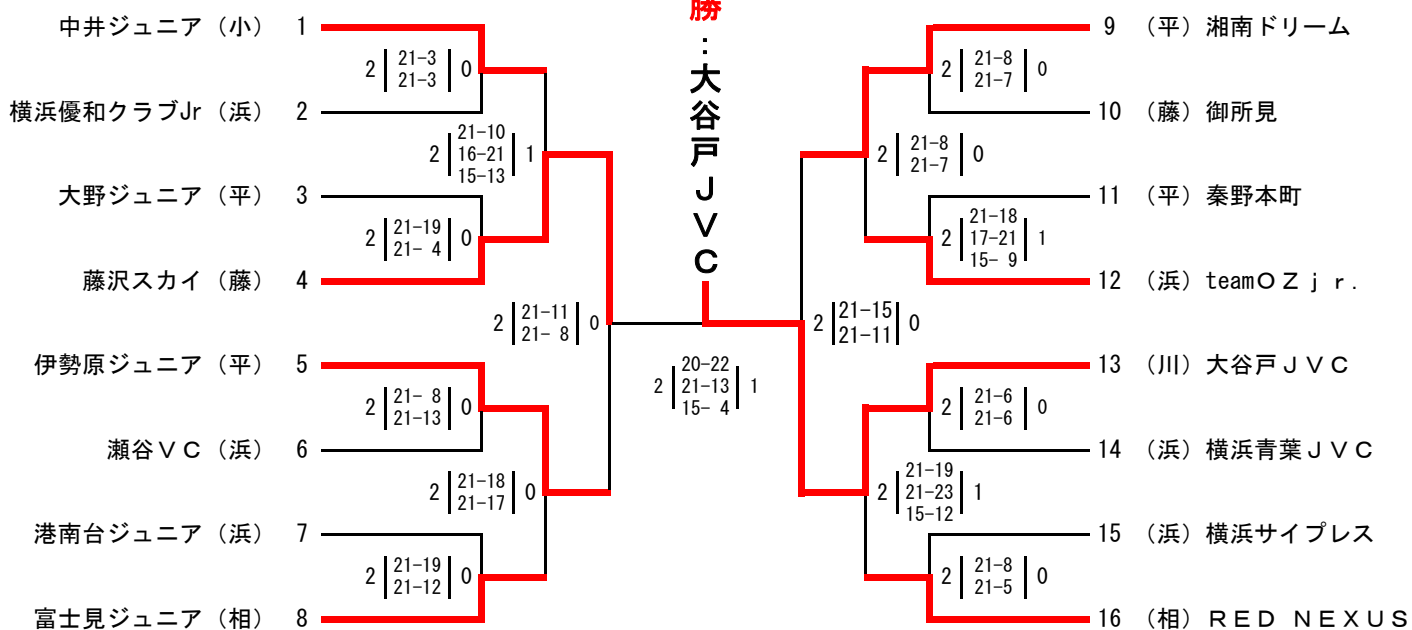 勝：大谷戸ＪＶＣ
中井ジュニア（小） 1
2 21-3 0
21-3
横浜優和クラブJr（浜） 2
21-10
2 16-21 1
15-13
大野ジュニア（平） 3
2 21-19 0
21- 4
藤沢スカイ（藤） 4
2 21-11 0
21- 8
伊勢原ジュニア（平） 5
2 21- 8 0
21-13
瀬谷ＶＣ（浜） 6
2 21-18 0
21-17
港南台ジュニア（浜） 7
2 21-19 0
21-12
富士見ジュニア（相） 8
20-22
2 21-13 1
15- 4
9 （平）湘南ドリーム
2 21-8 0
21-7
10 （藤）御所見
2 21-8 0
21-7
11 （平）秦野本町
21-18
2 17-21 1
15- 9
12 （浜）teamＯＺｊｒ.
2 21-15 0
21-11
13 （川）大谷戸ＪＶＣ
2 21-6 0
21-6
14 （浜）横浜青葉ＪＶＣ
21-19
2 21-23 1
15-12
15 （浜）横浜サイプレス
2 21-8 0
21-5
16 （相）ＲＥＤ ＮＥＸＵＳ